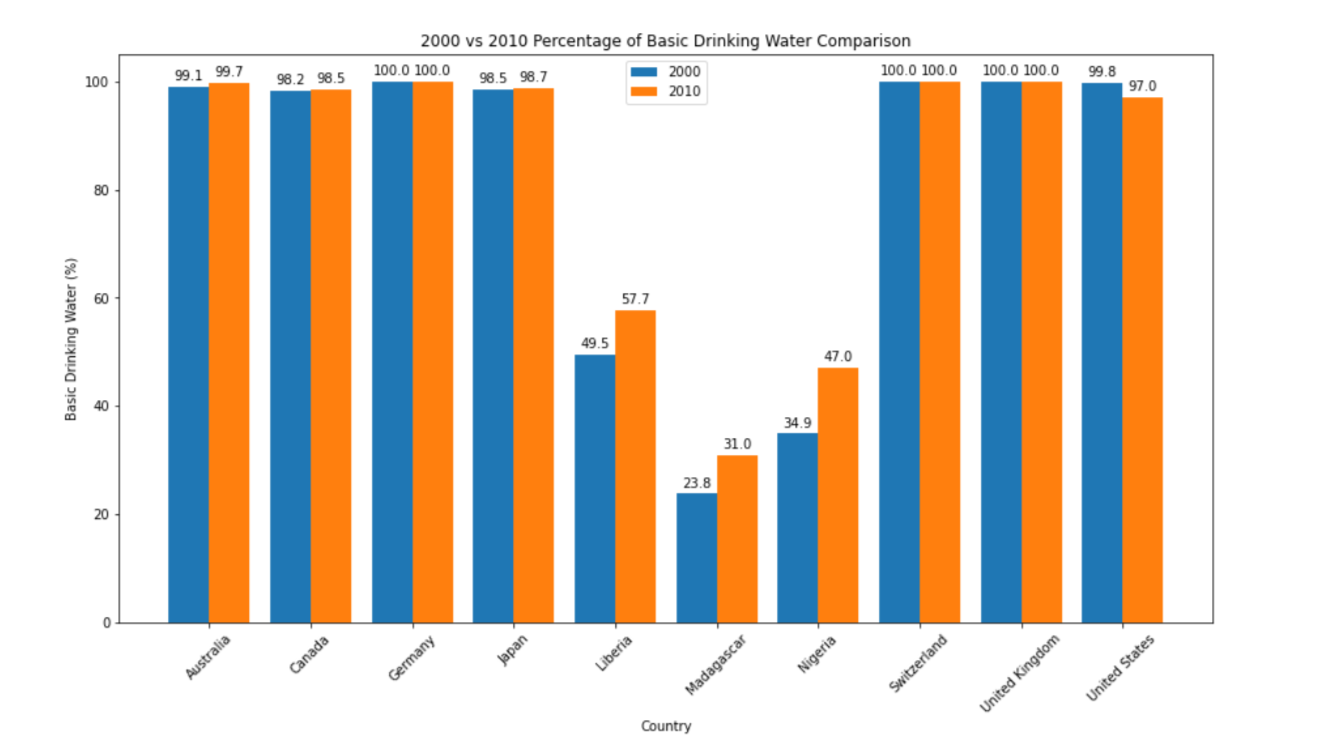 2000 vs 2010 Percentage of Basic Drinking Water Comparison
2000
2010
Basic Drinking Water (%)
100
80
60
40
20
0
99.1 99.7
98.2 98.5
100.0 100.0
98.5 98.7
49.5 57.7
23.8 31.0
34.9 47.0
100.0 100.0
100.0 100.0
99.8 97.0
Australia
Canada
Germany
Japan
Liberia
Madagascar
Nigeria
Switzerland
United Kingdom
United States
Country